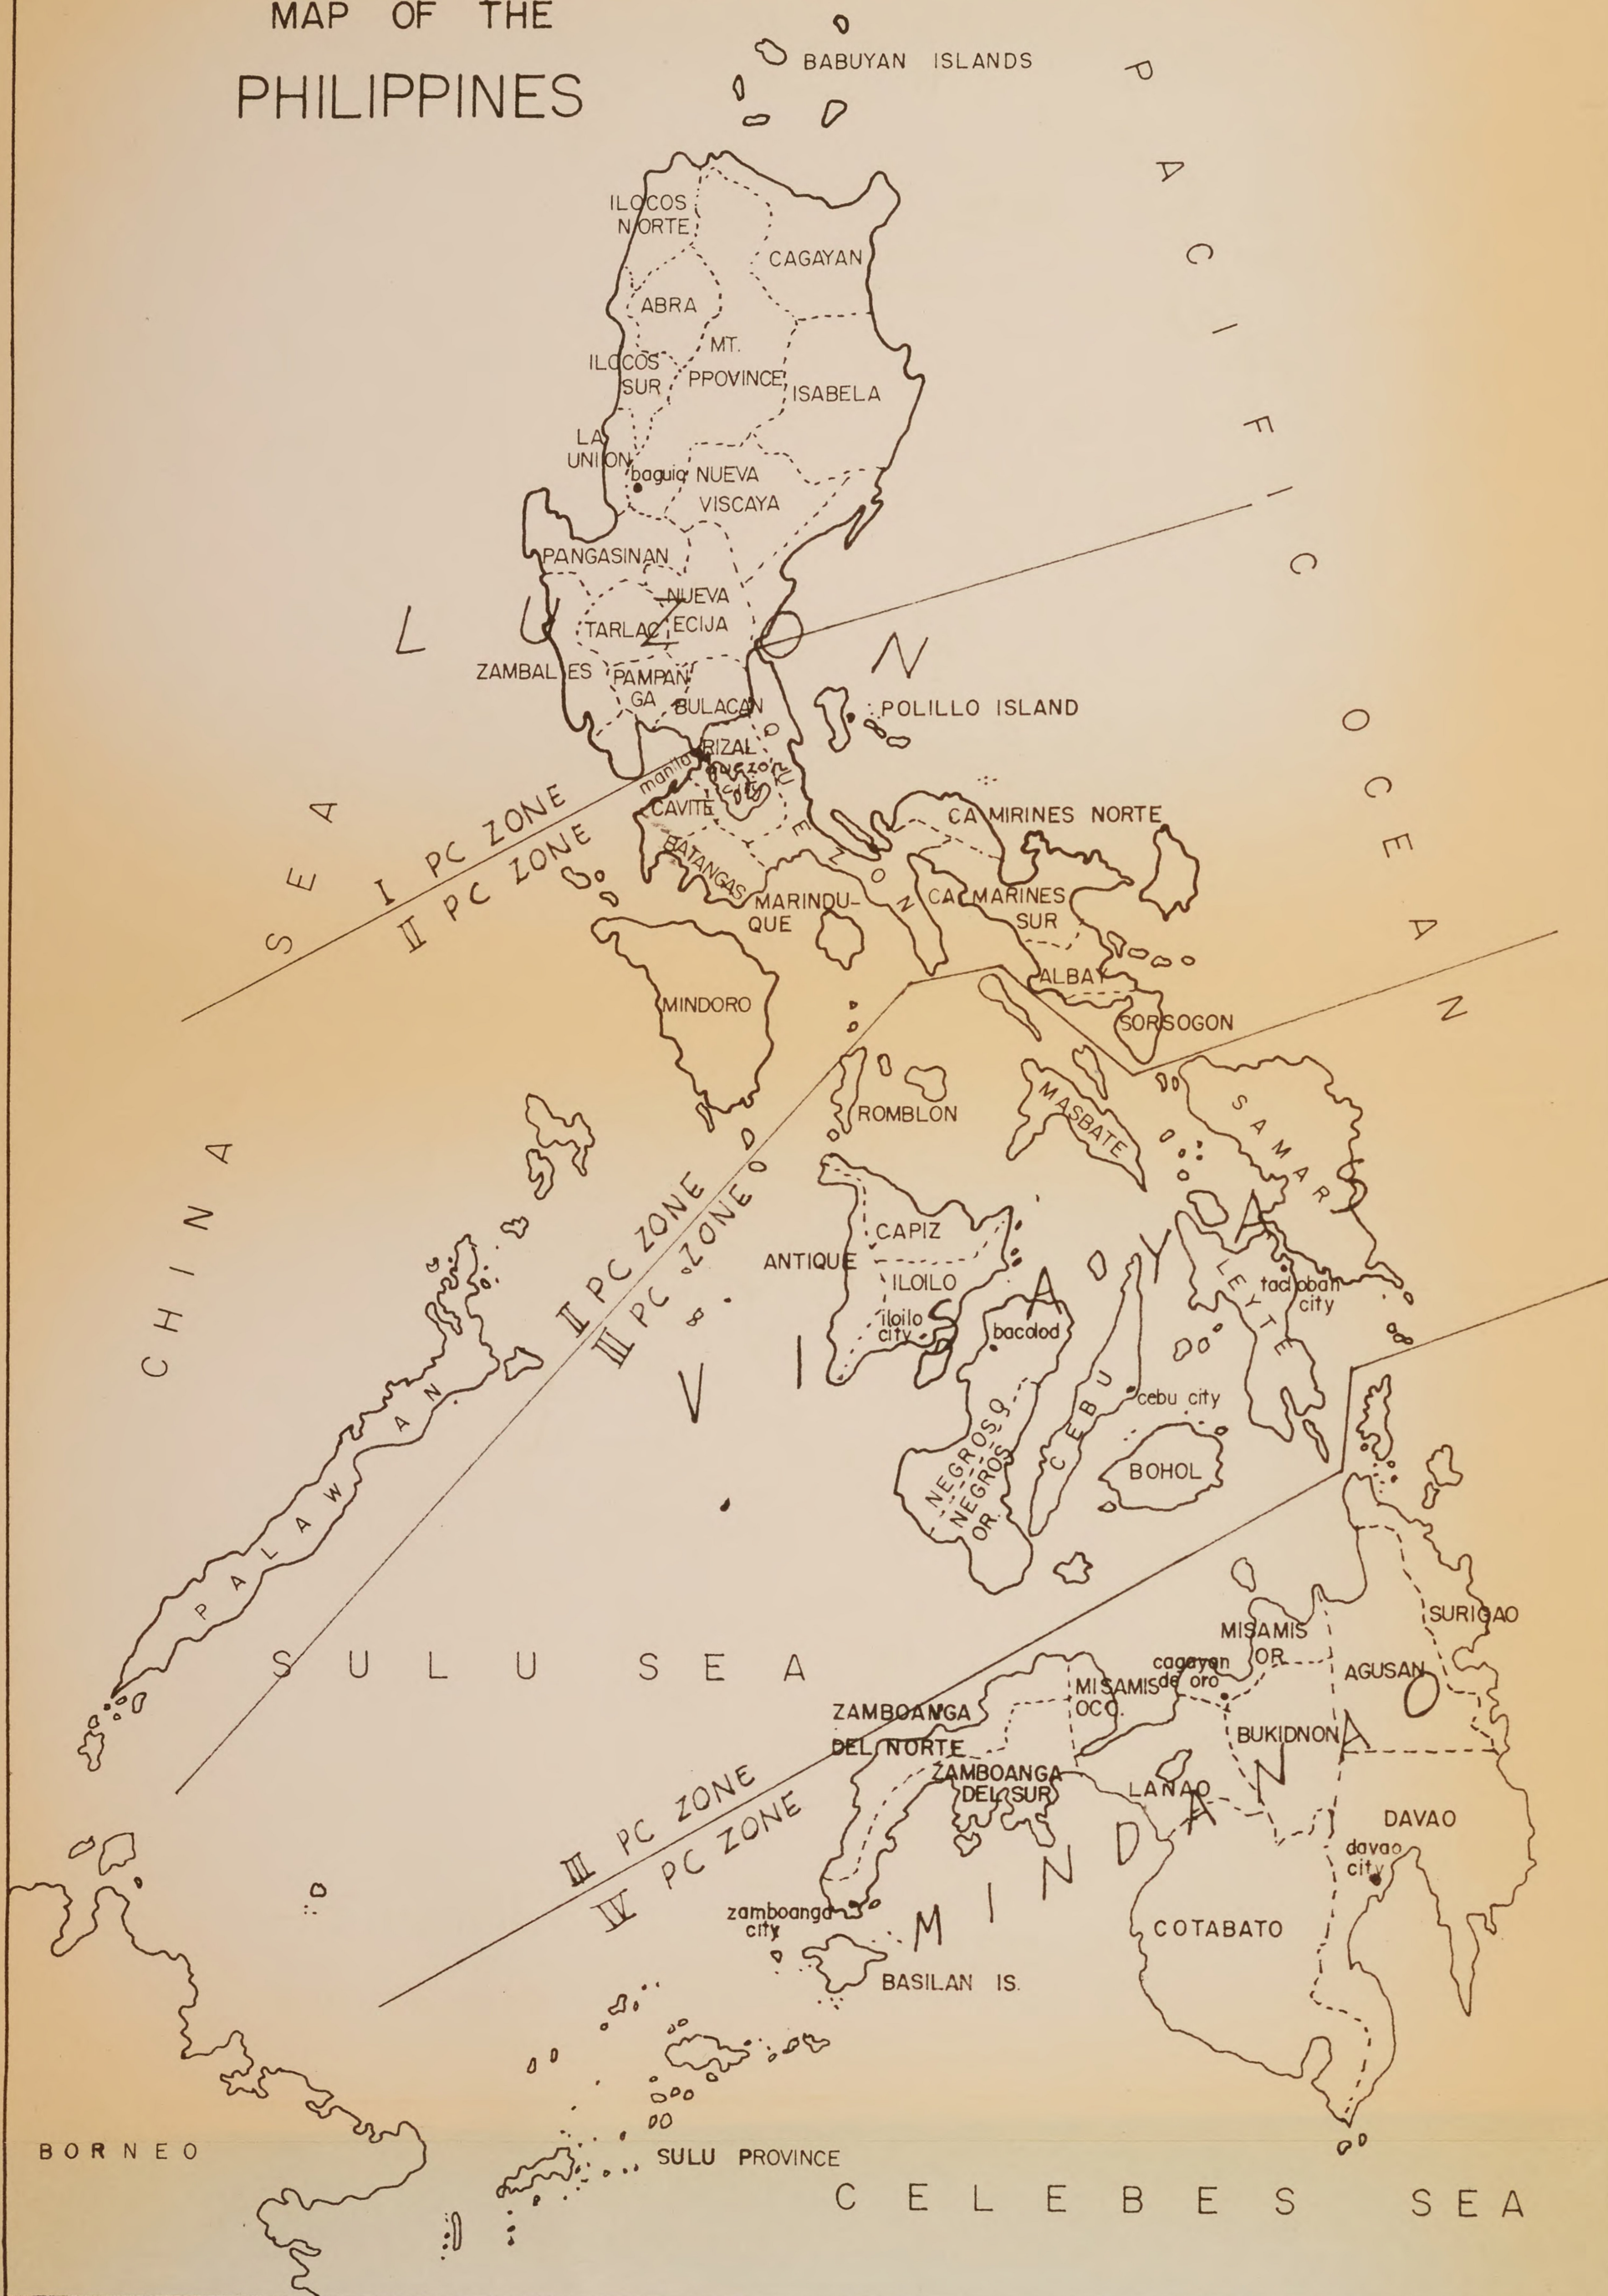 MAP OF THE
PHILIPPINES
BABUYAN ISLANDS
PACIFIC OCEAN
ILOCOS
NORTE
CAGAYAN
ABRA
MT.
PPOVINCE
ILOCOS
SUR
ISABELA
LA
UNION
baguio
NUEVA
VISCAYA
PANGASINAN
LUZON
NUEVA
ECIJA
TARLAC
ZAMBALES
PAMPAN
GA
BULACAN
POLILLO ISLAND
RIZAL
manila
quezon
city
QUEZON
CAVITE
BATANGAS
CAMIRINES NORTE
I PC ZONE
II PC ZONE
CHINA SEA
MARINDU-
QUE
CAMARINES
SUR
ALBAY
SORSOGON
MINDORO
ROMBLON
MASBATE
SAMAR
II PC ZONE
III PC ZONE
CAPIZ
ANTIQUE
ILOILO
iloilo
city
VISAYA
bacolod
LEYTE
tacloban
city
CEBU
cebu city
NEGROS O
NEGROS
OR.
BOHOL
PALAWAN
SULU SEA
SURIGAO
MISAMIS
OR.
cagayan
de oro
AGUSAN
MISAMIS
OCC.
ZAMBOANGA
DEL NORTE
BUKIDNON
ZAMBOANGA
DEL SUR
LANAO
MINDANAO
DAVAO
davao
city
III PC ZONE
IV PC ZONE
zamboanga
city
COTABATO
BASILAN IS.
BORNEO
SULU PROVINCE
CELEBES SEA